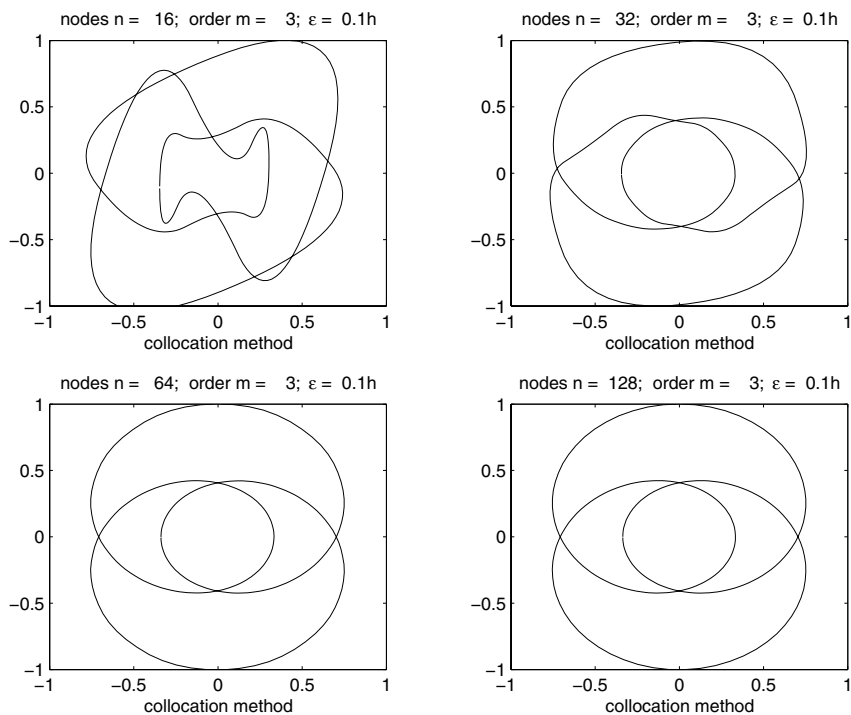 nodes n = 16; order m = 3; ε = 0.1h
1
0.5
0
−0.5
−1
−1 −0.5 0 0.5 1
collocation method
nodes n = 32; order m = 3; ε = 0.1h
1
0.5
0
−0.5
−1
−1 −0.5 0 0.5 1
collocation method
nodes n = 64; order m = 3; ε = 0.1h
1
0.5
0
−0.5
−1
−1 −0.5 0 0.5 1
collocation method
nodes n = 128; order m = 3; ε = 0.1h
1
0.5
0
−0.5
−1
−1 −0.5 0 0.5 1
collocation method